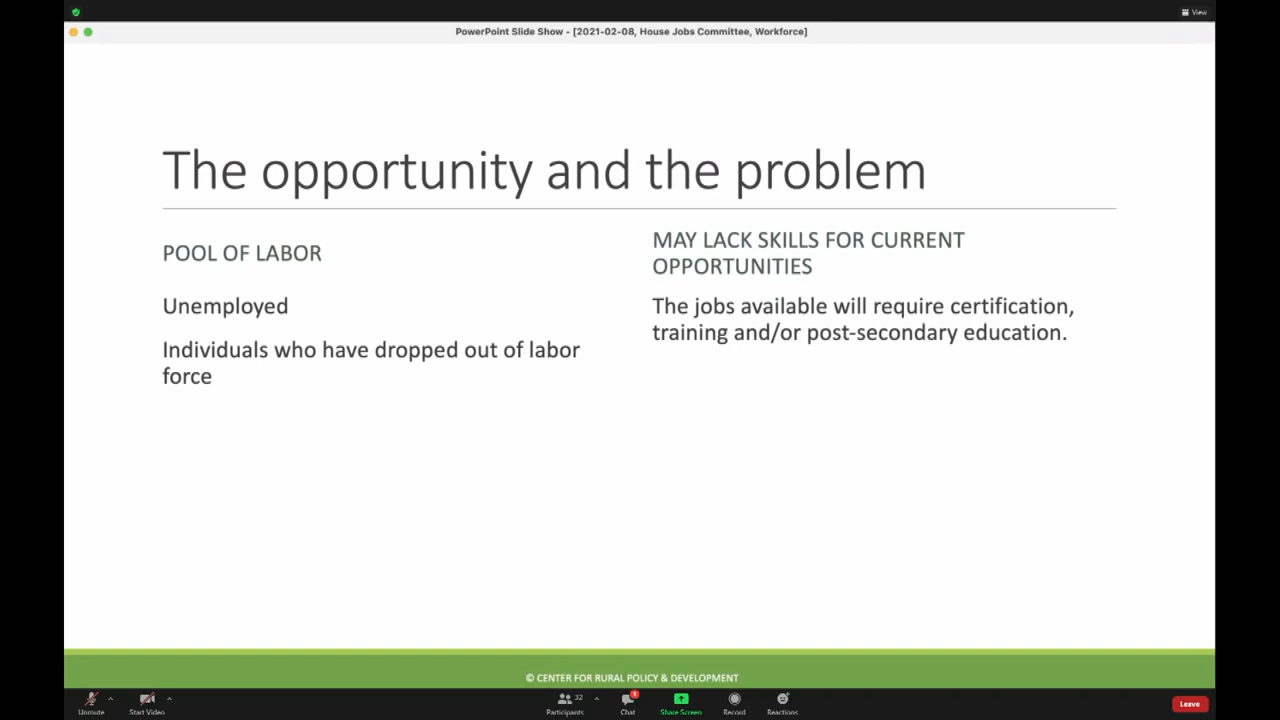 View
PowerPoint Slide Show - [2021-02-08, House Jobs Committee, Workforce]
The opportunity and the problem
POOL OF LABOR
Unemployed
Individuals who have dropped out of labor
force
MAY LACK SKILLS FOR CURRENT
OPPORTUNITIES
The jobs available will require certification,
training and/or post-secondary education.
© CENTER FOR RURAL POLICY & DEVELOPMENT
Unmute
Start Video
32
Participants
1
Chat
Share Screen
Record
Reactions
Leave